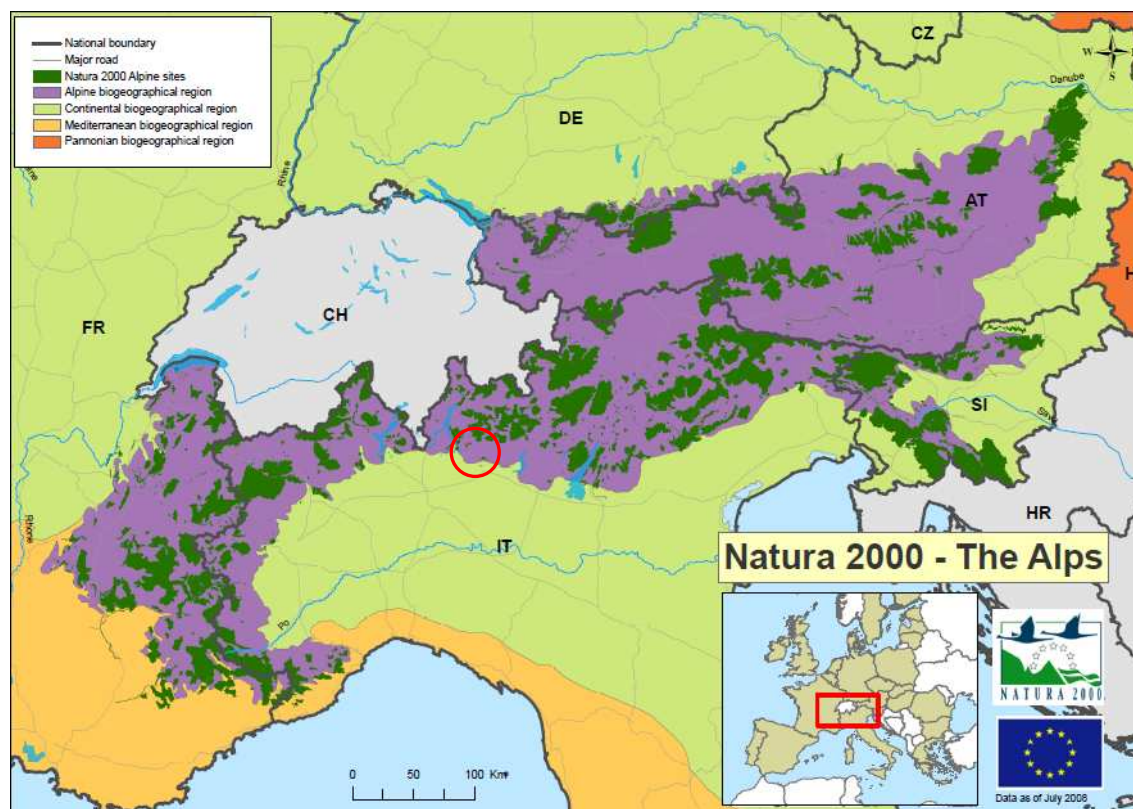 National boundary
Major road
Natura 2000 Alpine sites
Alpine biogeographical region
Continental biogeographical region
Mediterranean biogeographical region
Pannonian biogeographical region
CZ
N
W
S
Danube
DE
Rhine
AT
H
FR
CH
SI
Sava
HR
Rhone
IT
Po
Natura 2000 - The Alps
NATURA 2000
0 50 100 Km
Data as of July 2008